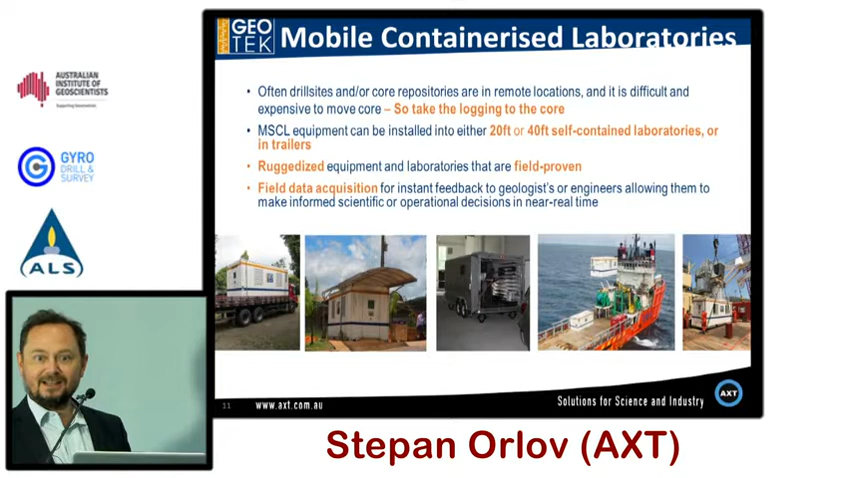 GEO
TEK
Mobile Containerised Laboratories
AUSTRALIAN
INSTITUTE OF
GEOSCIENTISTS
Supporting Geoscientists
GYRO
DRILL &
SURVEY
ALS
• Often drillsites and/or core repositories are in remote locations, and it is difficult and
expensive to move core – So take the logging to the core
• MSCL equipment can be installed into either 20ft or 40ft self-contained laboratories, or
in trailers
• Ruggedized equipment and laboratories that are field-proven
• Field data acquisition for instant feedback to geologist's or engineers allowing them to
make informed scientific or operational decisions in near-real time
11
www.axt.com.au
Solutions for Science and Industry
AXT
Stepan Orlov (AXT)